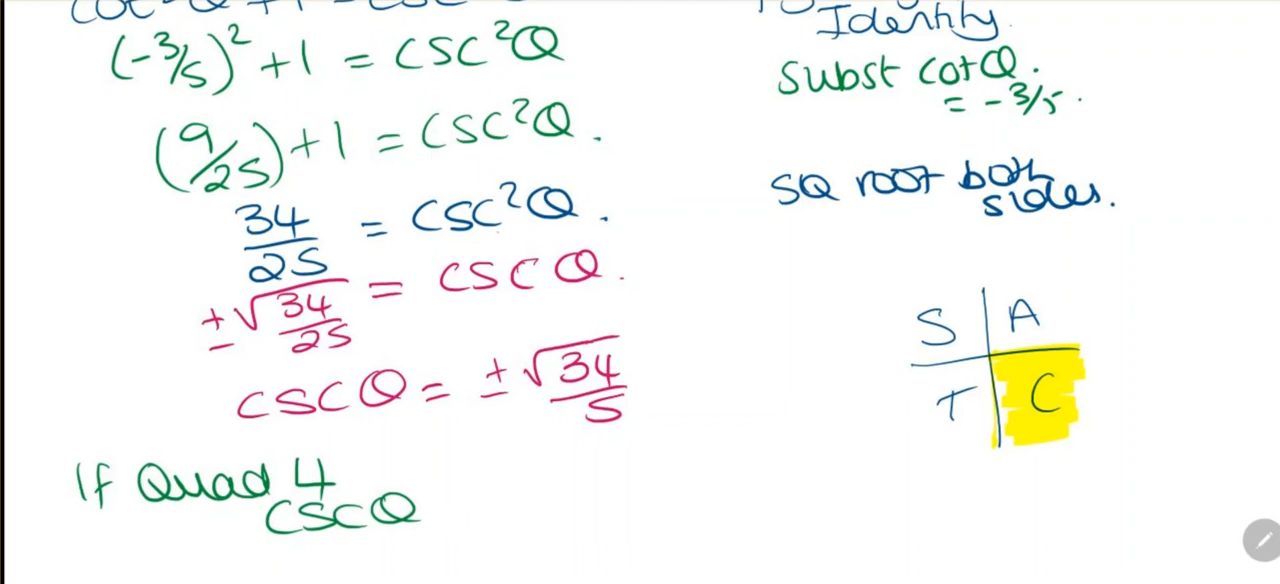 Identity.
(-3/5)² + 1 = CSC²θ
Subst cotθ.
= -3/5.
(9/25) + 1 = CSC²θ.
SQ root both sides.
34/25 = CSC²θ.
±√34/25 = CSCθ.
S A
T C
CSCθ = ±√34/5
If Quad 4
CSCθ